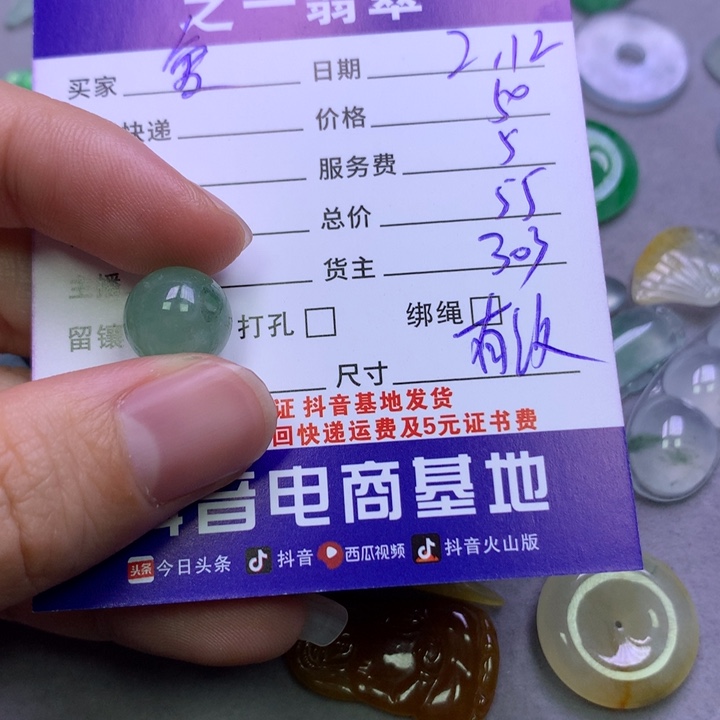 之一翡翠
买家 日期 2.12
快递 价格 50
服务费 5
总价 55
主播 货主 303
留镶 打孔 绑绳
尺寸
证 抖音基地发货
回快递运费及5元证书费
抖音电商基地
头条 今日头条 抖音 西瓜视频 抖音火山版